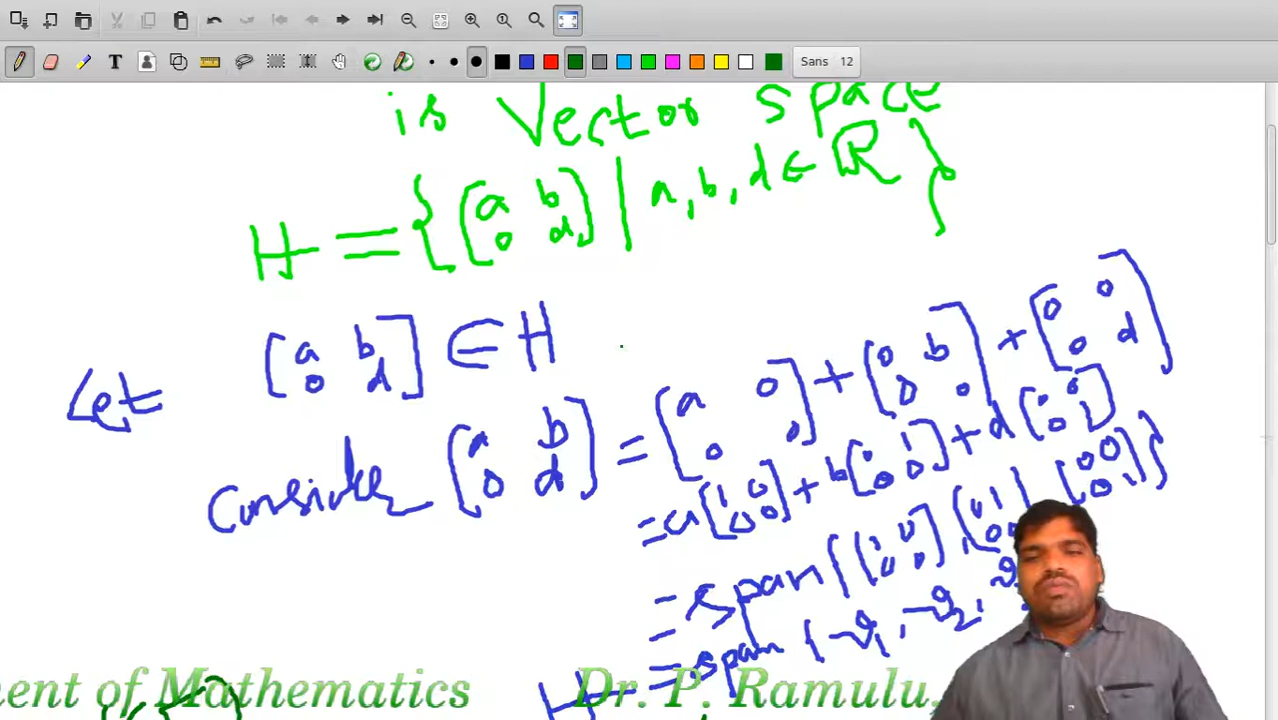 Sans 12
is Vector space
H = {[a b 0 d] | a, b, d ∈ ℝ}
Let [a b 0 d] ∈ H
Consider [a b 0 d] = [a 0 0 0] + [0 b 0 0] + [0 0 0 d]
= a[1 0 0 0] + b[0 1 0 0] + d[0 0 0 1]
= span {[1 0 0 0], [0 1 0 0], [0 0 0 1]}
= span {v1, v2,
H
ment of Mathematics Dr. P. Ramulu.